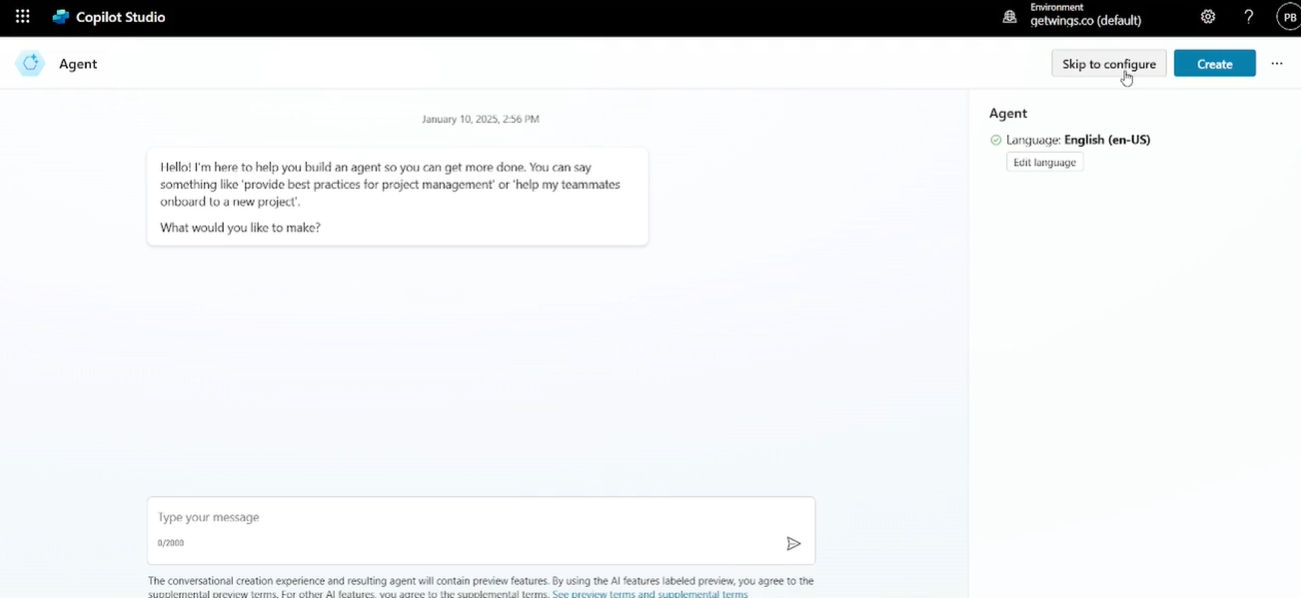 Copilot Studio
Environment
getwings.co (default)
?
PB
Agent
Skip to configure
Create
...
January 10, 2025, 2:56 PM
Hello! I'm here to help you build an agent so you can get more done. You can say
something like 'provide best practices for project management' or 'help my teammates
onboard to a new project'.
What would you like to make?
Agent
Language: English (en-US)
Edit language
Type your message
0/2000
The conversational creation experience and resulting agent will contain preview features. By using the AI features labeled preview, you agree to the
supplemental preview terms. For other AI features, you agree to the supplemental terms. See preview terms and supplemental terms